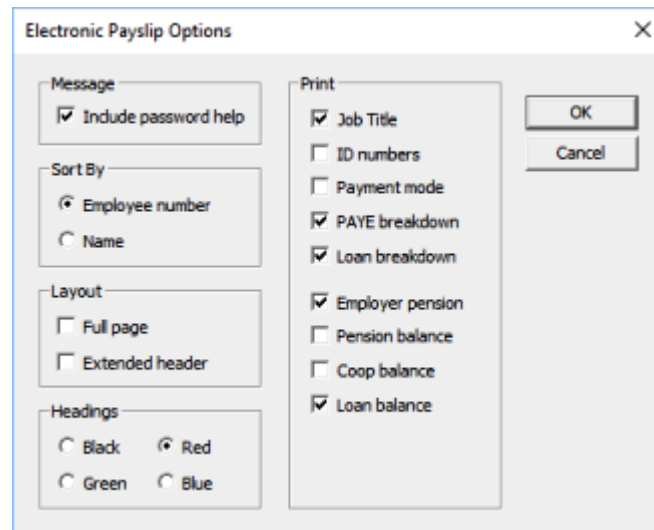 Electronic Payslip Options
Message
Include password help
Sort By
Employee number
Name
Layout
Full page
Extended header
Headings
Black Red
Green Blue
Print
Job Title
ID numbers
Payment mode
PAYE breakdown
Loan breakdown
Employer pension
Pension balance
Coop balance
Loan balance
OK
Cancel